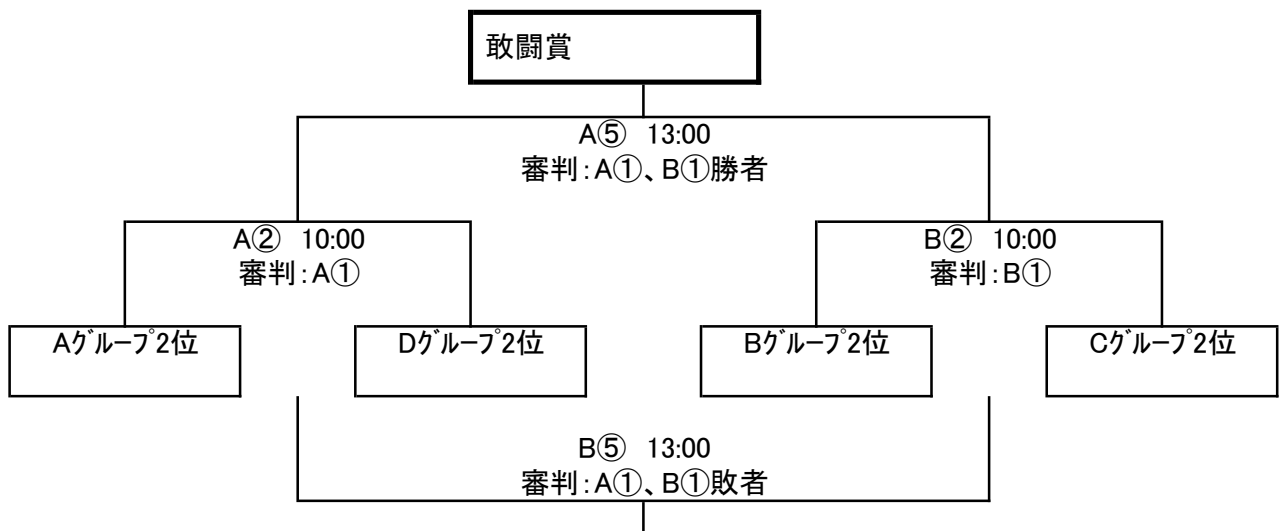 敢闘賞
A⑤ 13:00
審判:A①、B①勝者
A② 10:00
審判:A①
B② 10:00
審判:B①
Aグループ2位
Dグループ2位
Bグループ2位
Cグループ2位
B⑤ 13:00
審判:A①、B①敗者